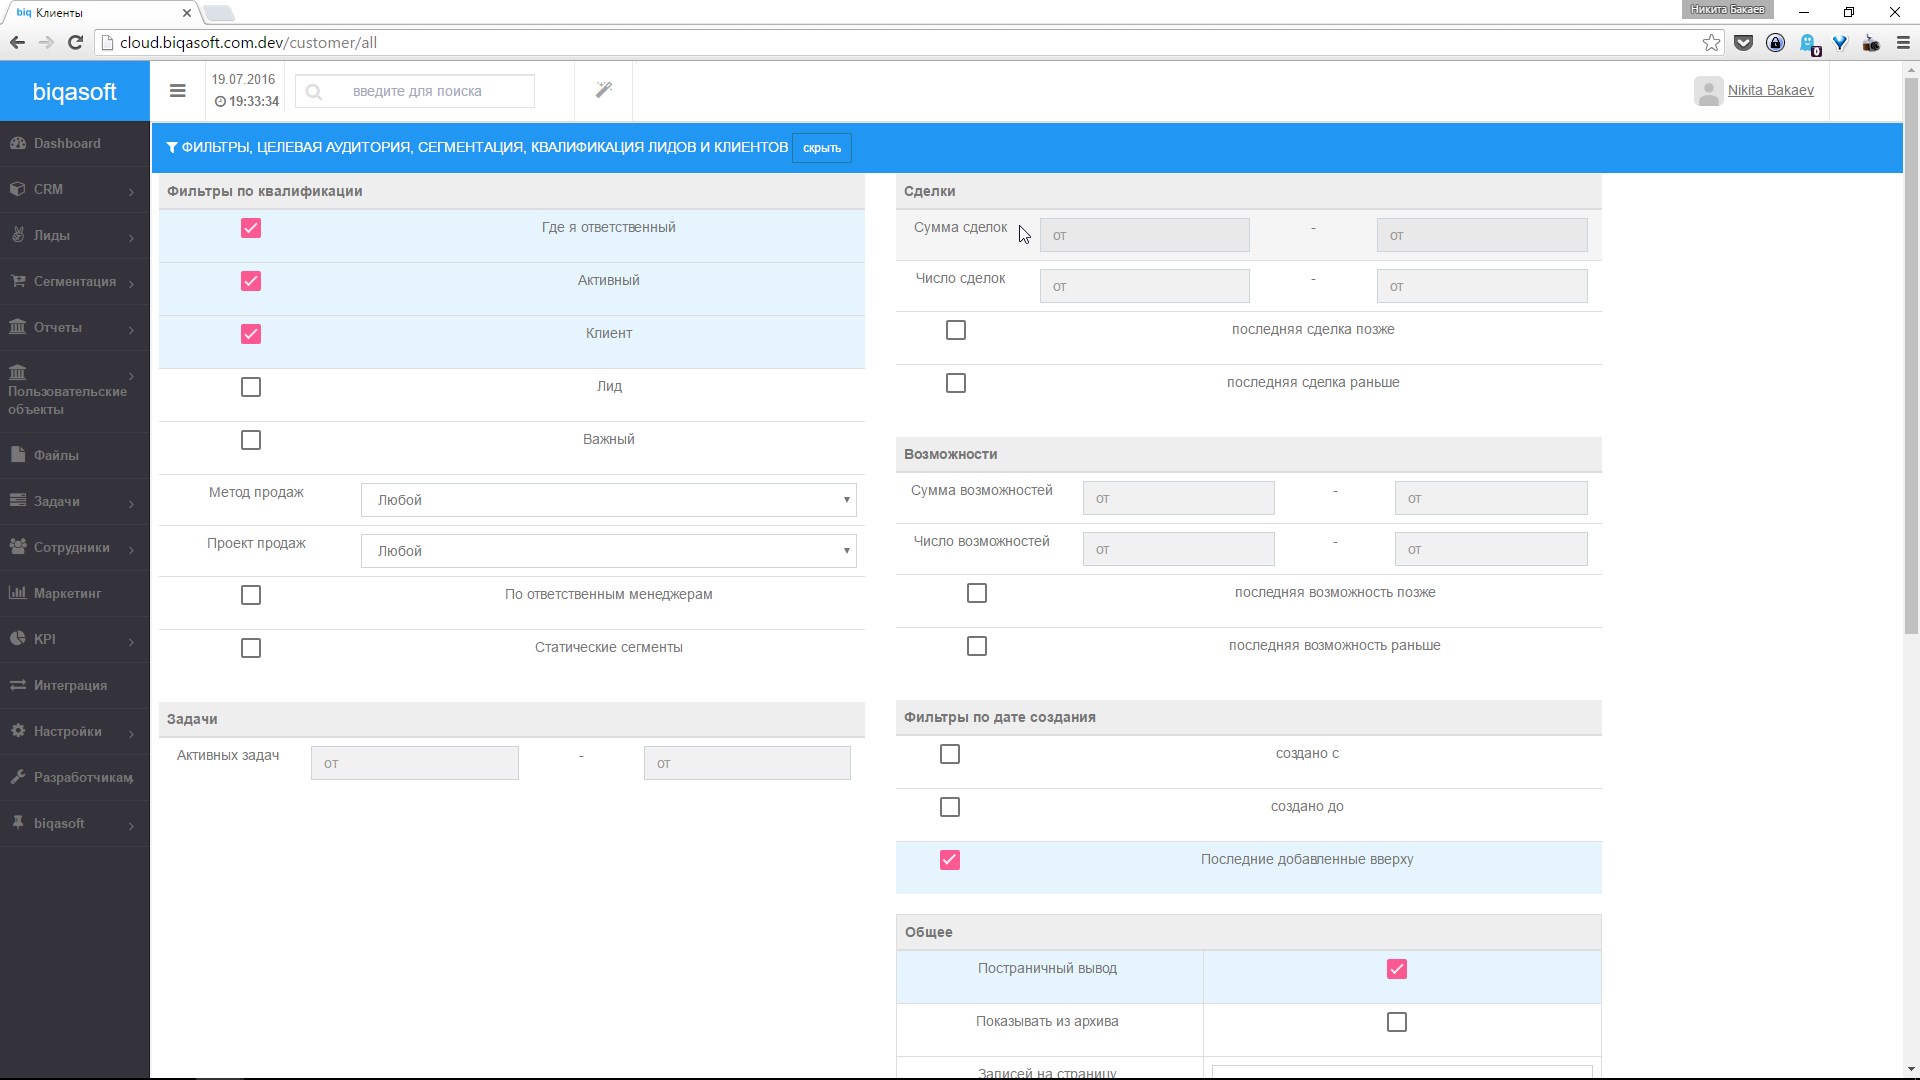 biq Клиенты
Никита Бакаев
cloud.biqasoft.com.dev/customer/all
0
biqasoft
19.07.2016
19:33:34
введите для поиска
Nikita Bakaev
Dashboard
CRM
Лиды
Сегментация
Отчеты
Пользовательские
объекты
Файлы
Задачи
Сотрудники
Маркетинг
KPI
Интеграция
Настройки
Разработчикам
biqasoft
ФИЛЬТРЫ, ЦЕЛЕВАЯ АУДИТОРИЯ, СЕГМЕНТАЦИЯ, КВАЛИФИКАЦИЯ ЛИДОВ И КЛИЕНТОВ скрыть
Фильтры по квалификации
Где я ответственный
Активный
Клиент
Лид
Важный
Метод продаж Любой
Проект продаж Любой
По ответственным менеджерам
Статические сегменты
Задачи
Активных задач от - от
Сделки
Сумма сделок от - от
Число сделок от - от
последняя сделка позже
последняя сделка раньше
Возможности
Сумма возможностей от - от
Число возможностей от - от
последняя возможность позже
последняя возможность раньше
Фильтры по дате создания
создано с
создано до
Последние добавленные вверху
Общее
Постраничный вывод
Показывать из архива
Записей на страницу